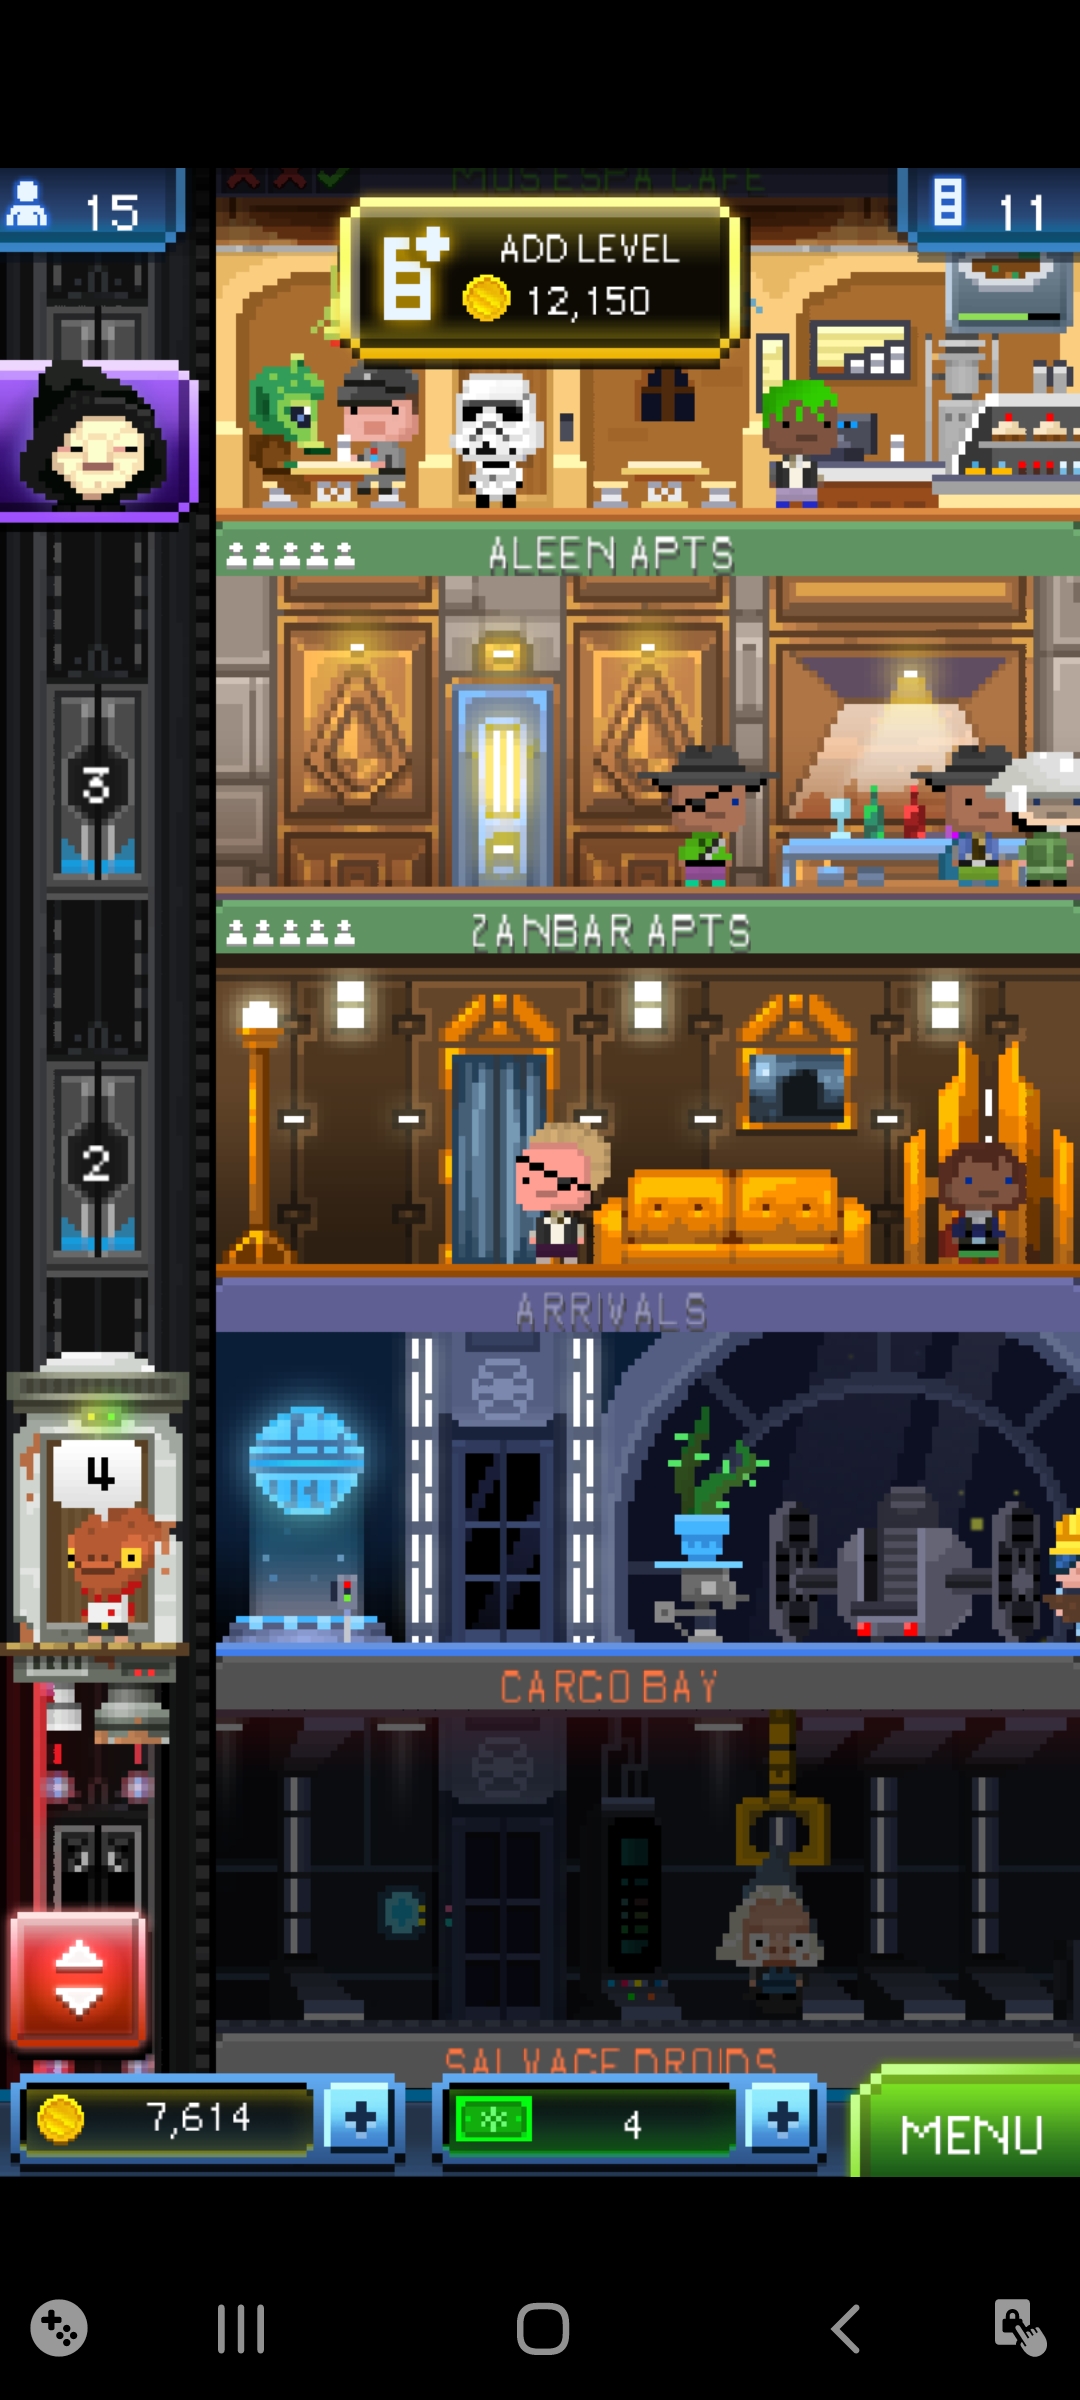 MOS ESPA CAFE
15
11
ADD LEVEL
12,150
ALEEN APTS
3
ZANBAR APTS
2
ARRIVALS
4
CARGO BAY
SALVAGE DROIDS
7,614
4
MENU